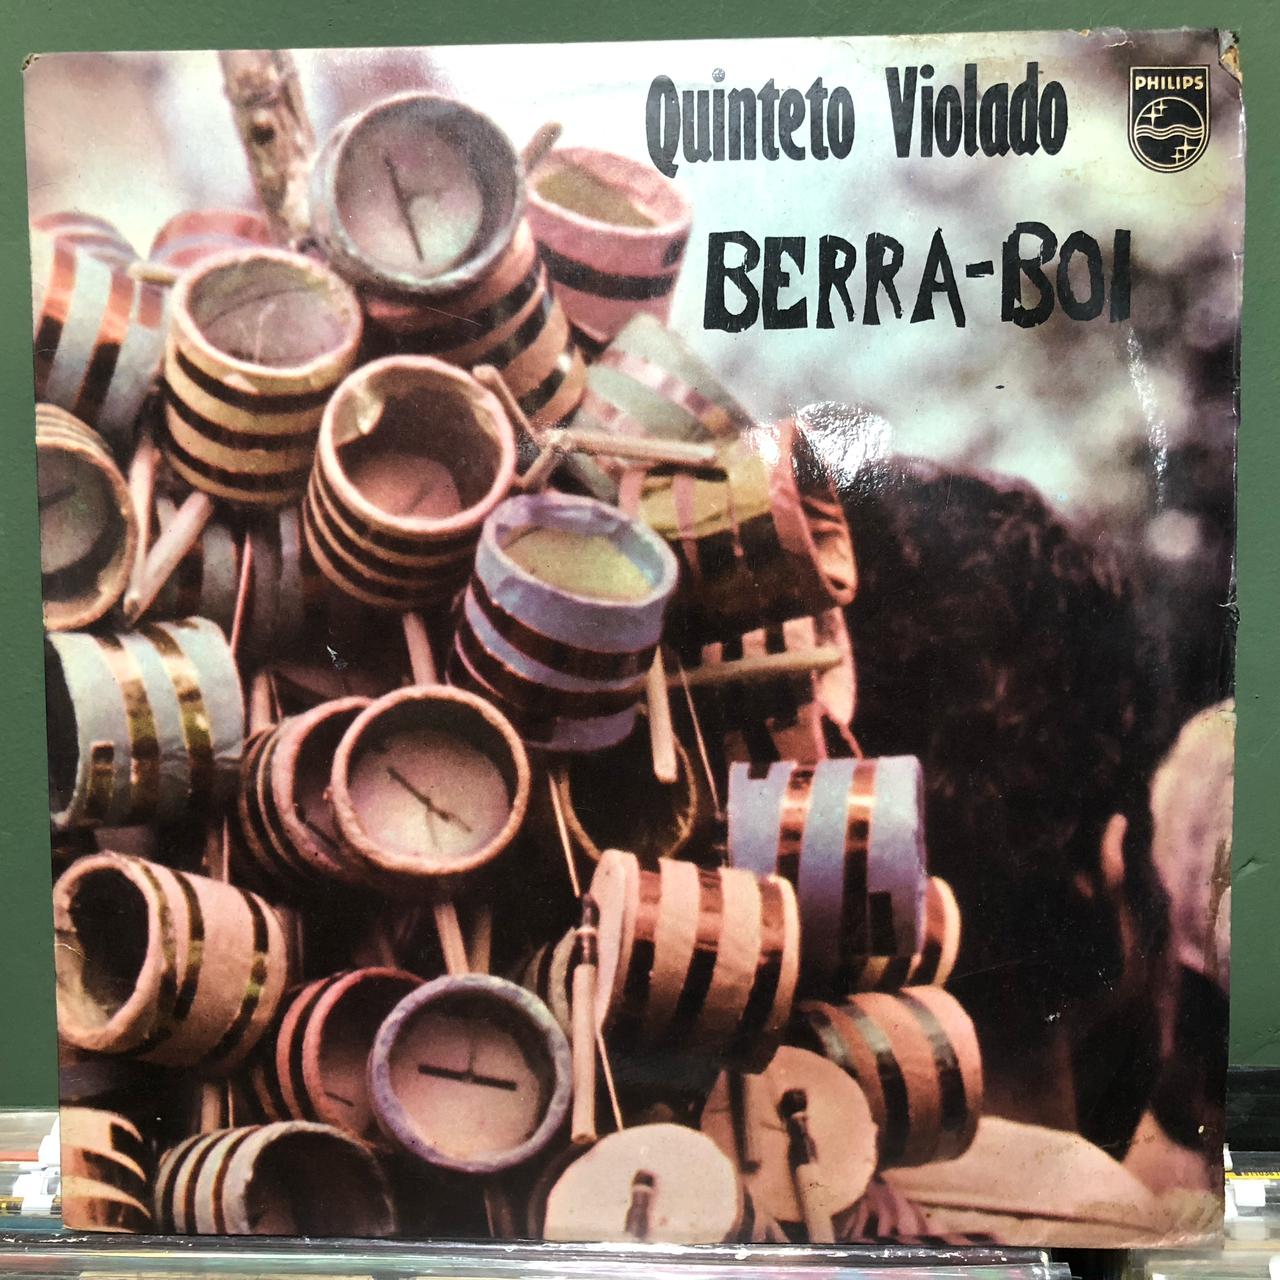 Quinteto Violado
PHILIPS
BERRA-BOI